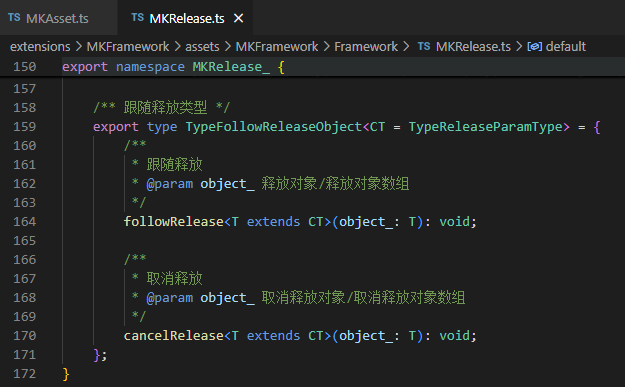 TS MKAsset.ts
TS MKRelease.ts ×
extensions > MKFramework > assets > MKFramework > Framework > TS MKRelease.ts > default
150 export namespace MKRelease_ {
157
158 /** 跟随释放类型 */
159 export type TypeFollowReleaseObject<CT = TypeReleaseParamType> = {
160 /**
161 * 跟随释放
162 * @param object_ 释放对象/释放对象数组
163 */
164 followRelease<T extends CT>(object_: T): void;
165
166 /**
167 * 取消释放
168 * @param object_ 取消释放对象/取消释放对象数组
169 */
170 cancelRelease<T extends CT>(object_: T): void;
171 };
172 }